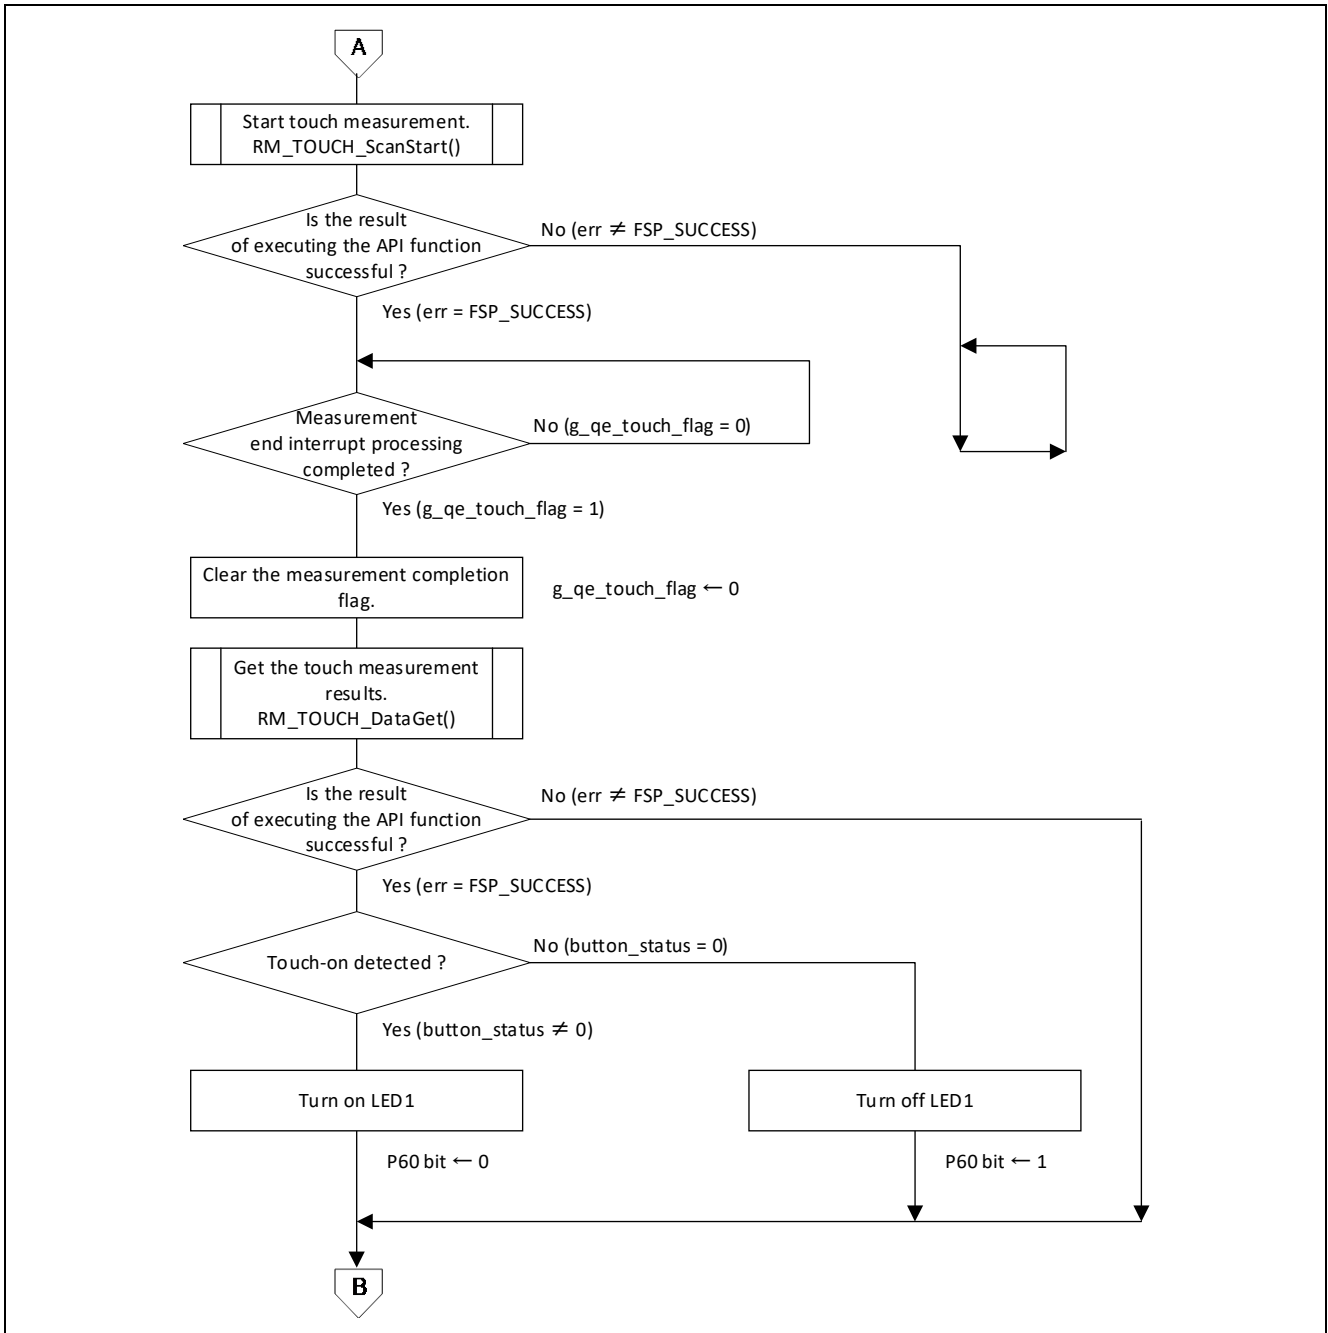 A
Start touch measurement.
RM_TOUCH_ScanStart()
Is the result
of executing the API function
successful ?
No (err ≠ FSP_SUCCESS)
Yes (err = FSP_SUCCESS)
Measurement
end interrupt processing
completed ?
No (g_qe_touch_flag = 0)
Yes (g_qe_touch_flag = 1)
Clear the measurement completion
flag.
g_qe_touch_flag ← 0
Get the touch measurement
results.
RM_TOUCH_DataGet()
Is the result
of executing the API function
successful ?
No (err ≠ FSP_SUCCESS)
Yes (err = FSP_SUCCESS)
Touch-on detected ?
No (button_status = 0)
Yes (button_status ≠ 0)
Turn on LED1
Turn off LED1
P60 bit ← 0
P60 bit ← 1
B